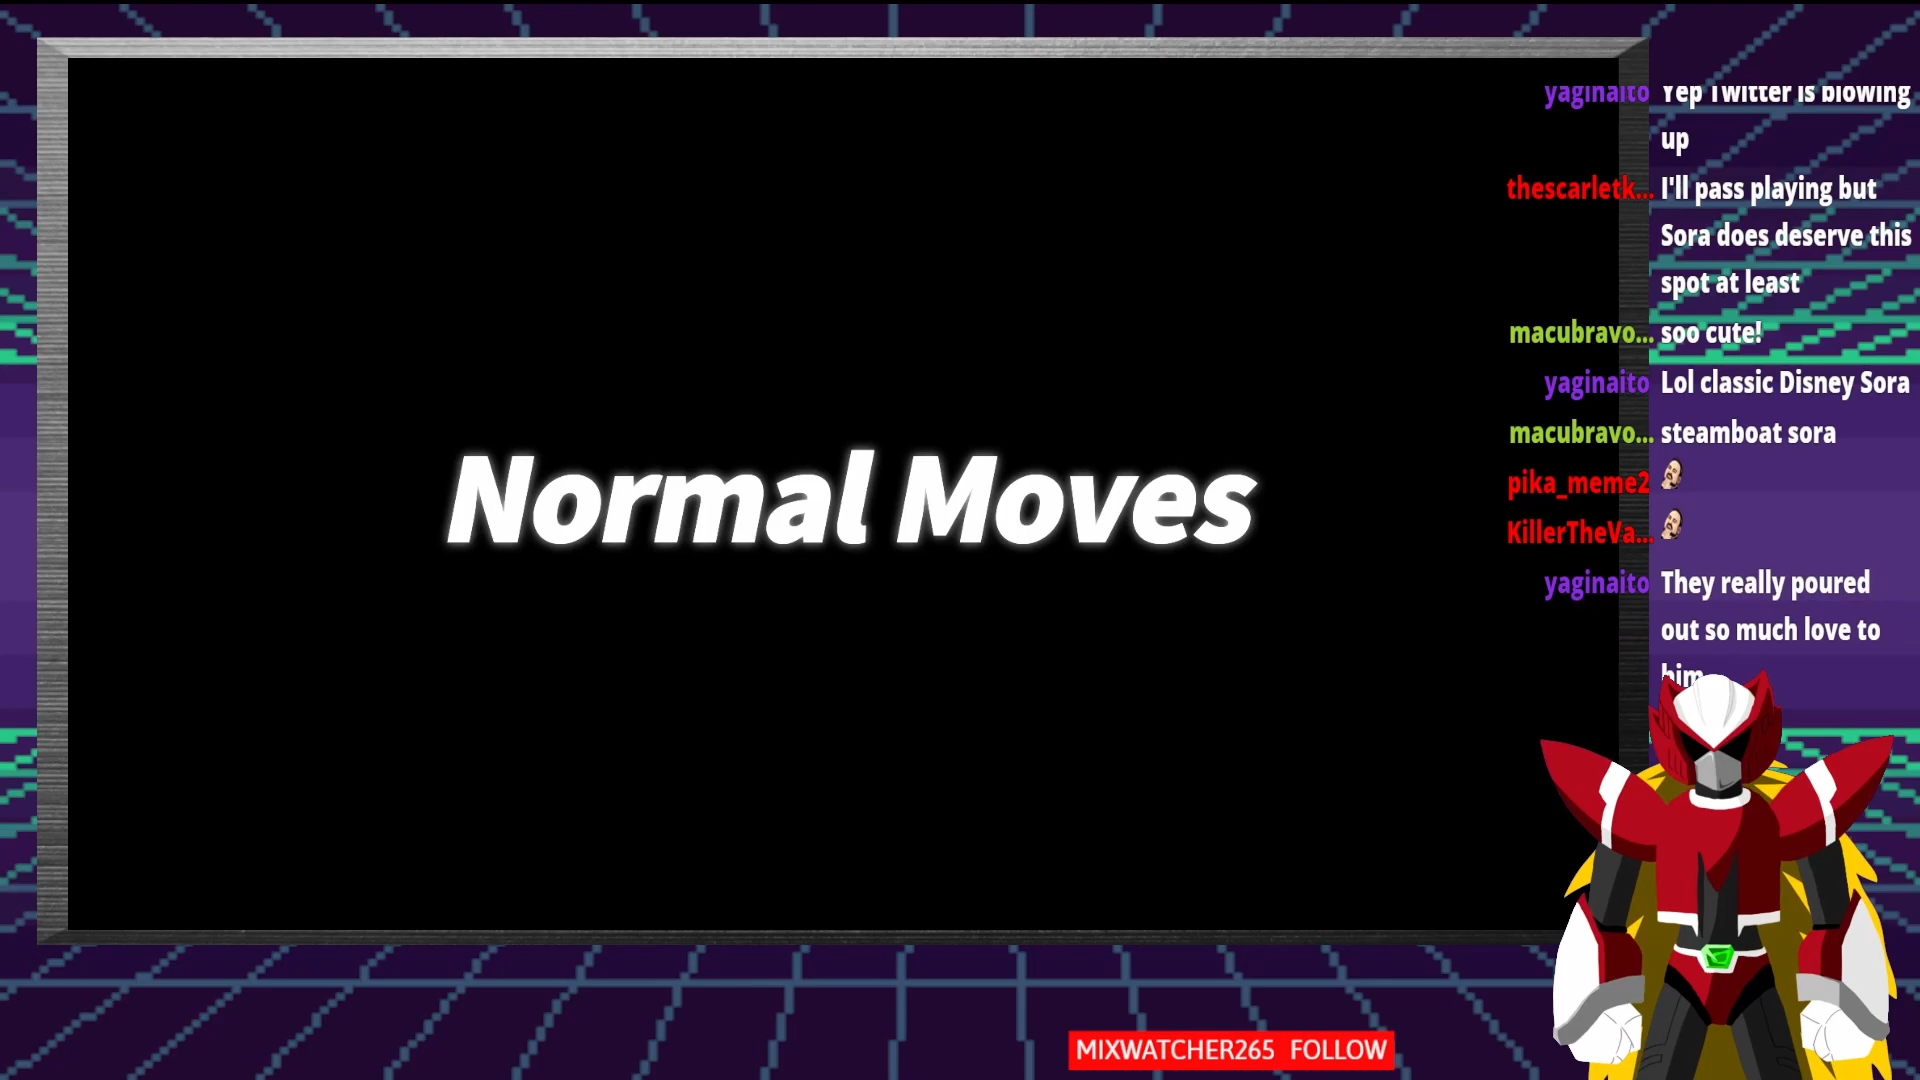 yaginaito Yep Twitter is blowing
up
thescarletk... I'll pass playing but
Sora does deserve this
spot at least
macubravo... soo cute!
yaginaito Lol classic Disney Sora
macubravo... steamboat sora
pika_meme2
KillerTheVa...
yaginaito They really poured
out so much love to
him
Normal Moves
MIXWATCHER265 FOLLOW